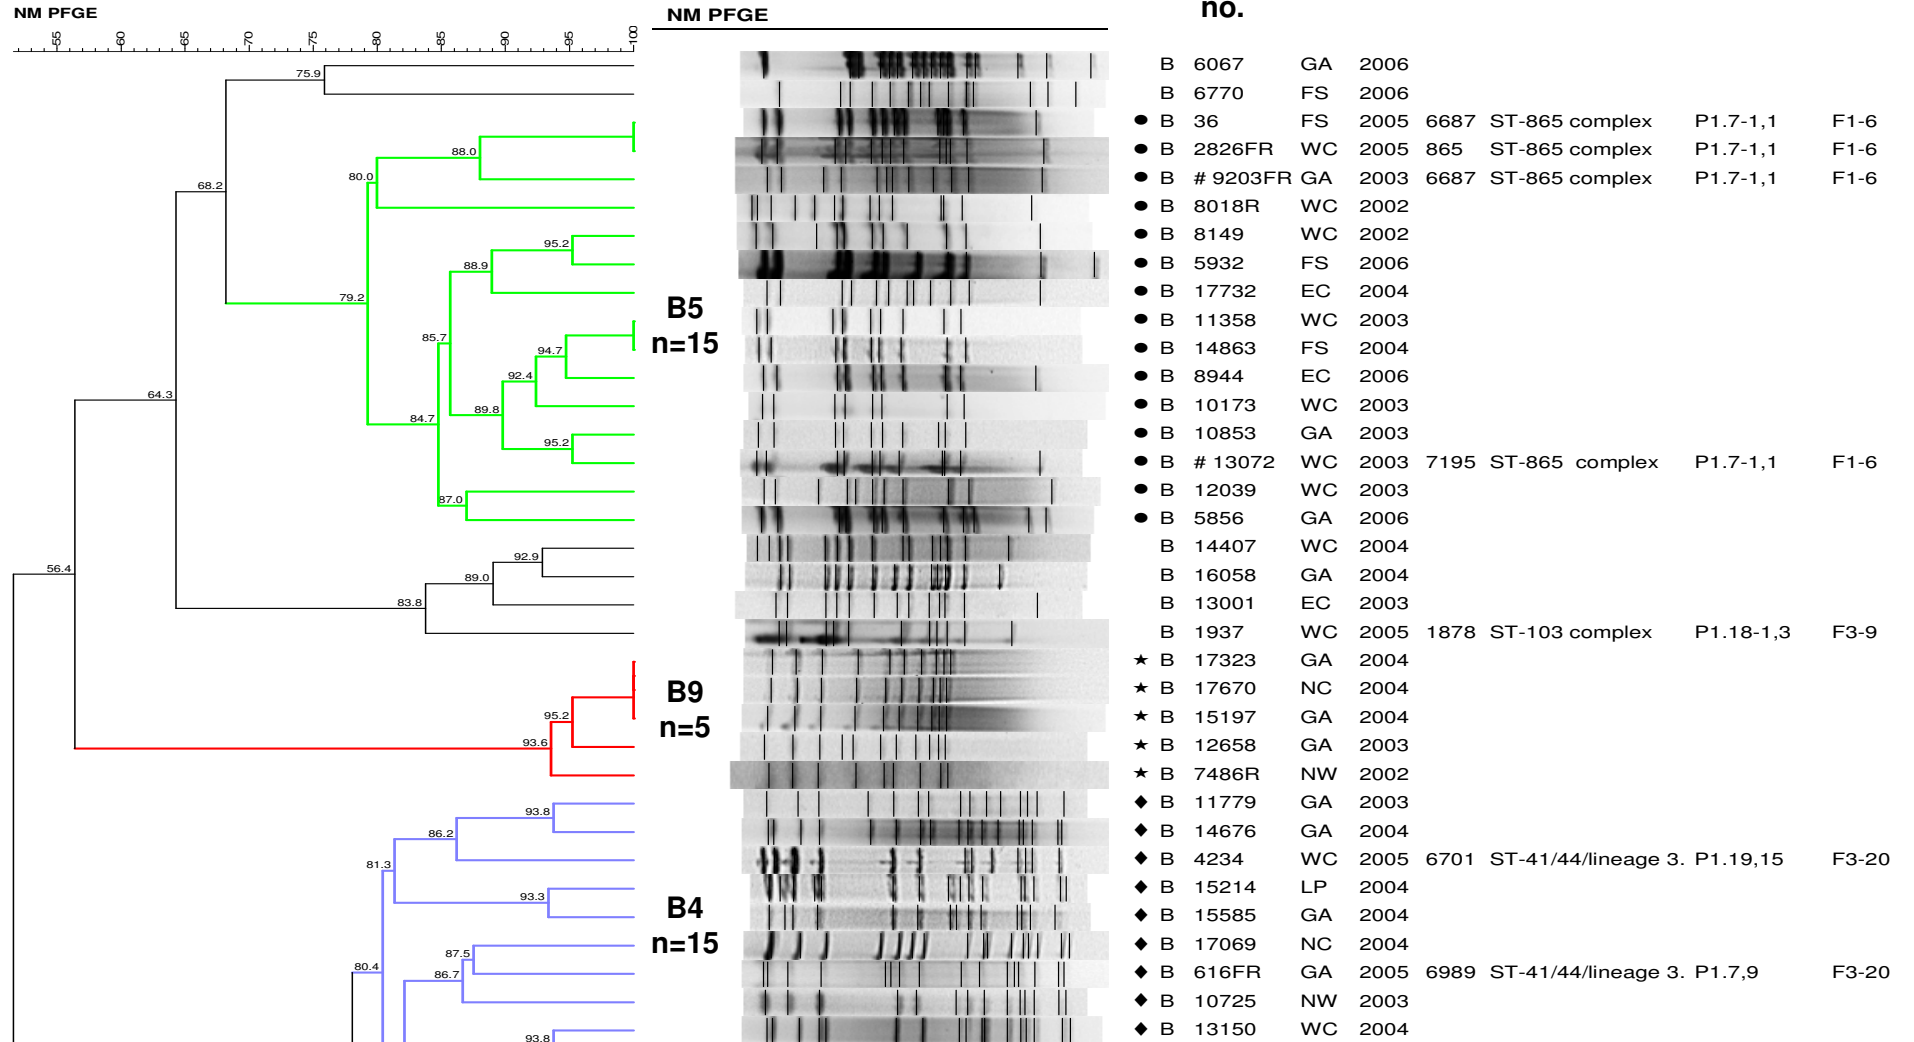 NM PFGE
NM PFGE
no.
55 60 65 70 75 80 85 90 95 100
B 6067 GA 2006
75.9
B 6770 FS 2006
● B 36 FS 2005 6687 ST-865 complex P1.7-1,1 F1-6
88.0
● B 2826FR WC 2005 865 ST-865 complex P1.7-1,1 F1-6
80.0
● B # 9203FR GA 2003 6687 ST-865 complex P1.7-1,1 F1-6
68.2
● B 8018R WC 2002
● B 8149 WC 2002
95.2
● B 5932 FS 2006
88.9
● B 17732 EC 2004
79.2
B5
n=15
● B 11358 WC 2003
85.7
● B 14863 FS 2004
94.7
● B 8944 EC 2006
92.4
64.3
● B 10173 WC 2003
89.8
84.7
● B 10853 GA 2003
95.2
● B # 13072 WC 2003 7195 ST-865 complex P1.7-1,1 F1-6
● B 12039 WC 2003
87.0
● B 5856 GA 2006
B 14407 WC 2004
92.9
56.4
B 16058 GA 2004
89.0
B 13001 EC 2003
83.8
B 1937 WC 2005 1878 ST-103 complex P1.18-1,3 F3-9
★ B 17323 GA 2004
★ B 17670 NC 2004
B9
n=5
95.2
★ B 15197 GA 2004
93.6
★ B 12658 GA 2003
★ B 7486R NW 2002
◆ B 11779 GA 2003
93.8
◆ B 14676 GA 2004
86.2
◆ B 4234 WC 2005 6701 ST-41/44/lineage 3. P1.19,15 F3-20
81.3
◆ B 15214 LP 2004
93.3
B4
n=15
◆ B 15585 GA 2004
◆ B 17069 NC 2004
87.5
80.4
◆ B 616FR GA 2005 6989 ST-41/44/lineage 3. P1.7,9 F3-20
86.7
◆ B 10725 NW 2003
◆ B 13150 WC 2004
93.8